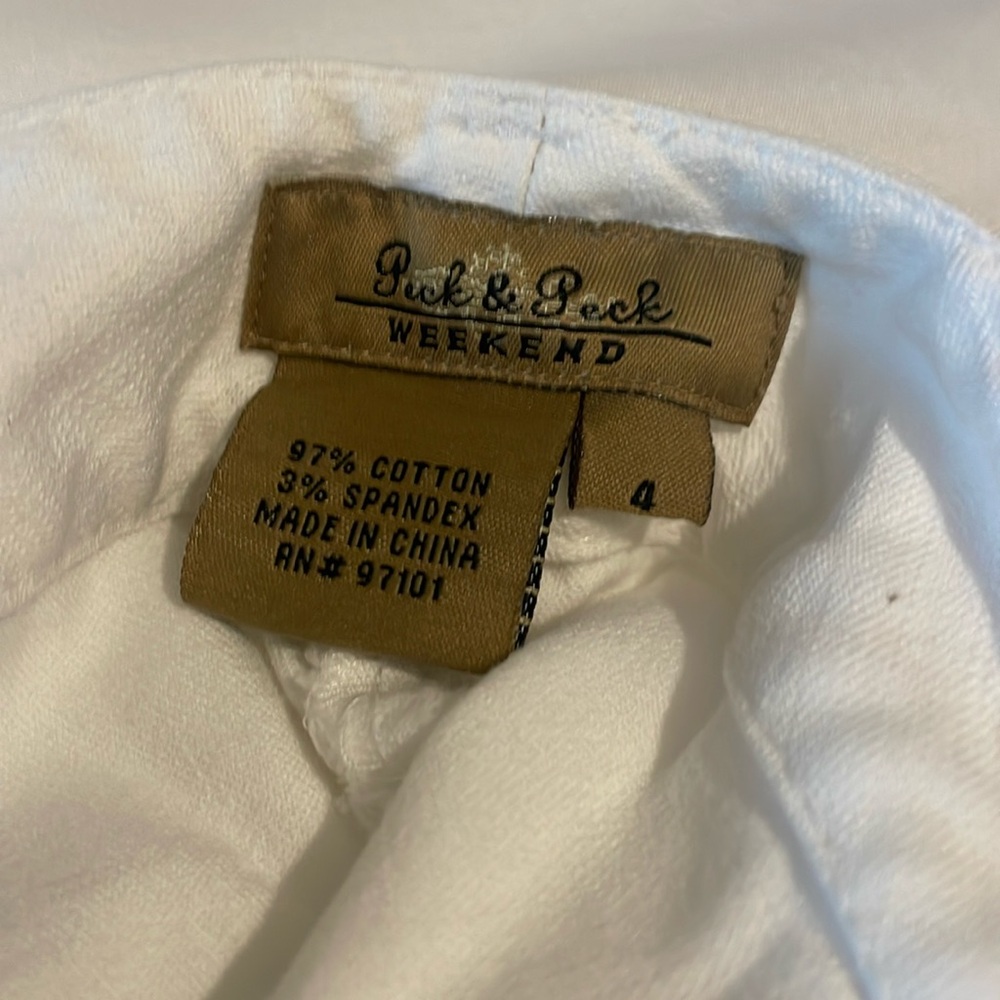 Peck & Peck
WEEKEND
97% COTTON
3% SPANDEX
MADE IN CHINA
RN# 97101
4